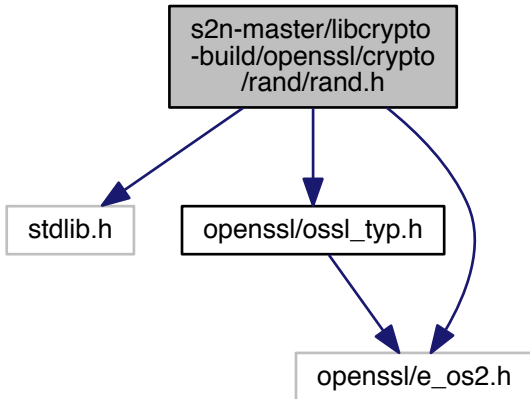 s2n-master/libcrypto
-build/openssl/crypto
/rand/rand.h
stdlib.h
openssl/ossl_typ.h
openssl/e_os2.h